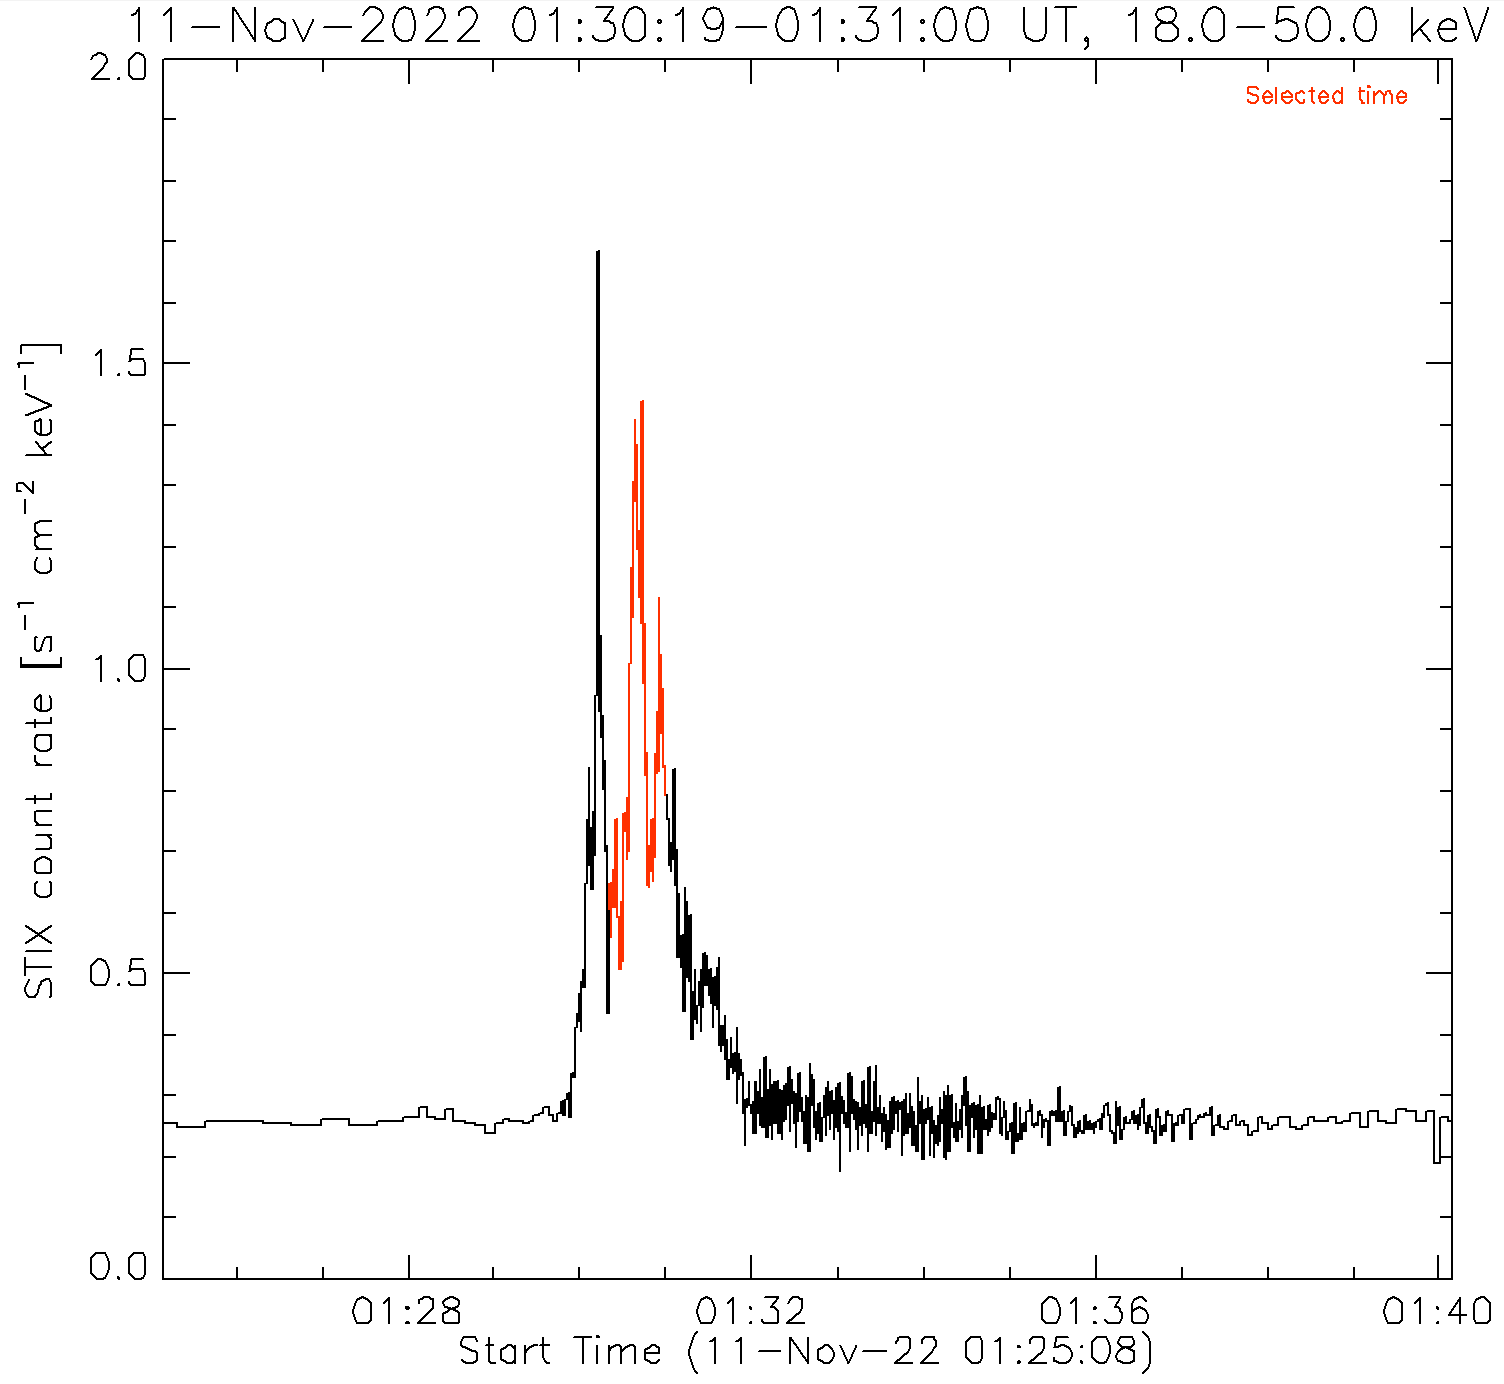 11-Nov-2022 01:30:19-01:31:00 UT, 18.0-50.0 keV
Selected time
2.0
1.5
1.0
0.5
0.0
STIX count rate [s⁻¹ cm⁻² keV⁻¹]
01:28 01:32 01:36 01:40
Start Time (11-Nov-22 01:25:08)